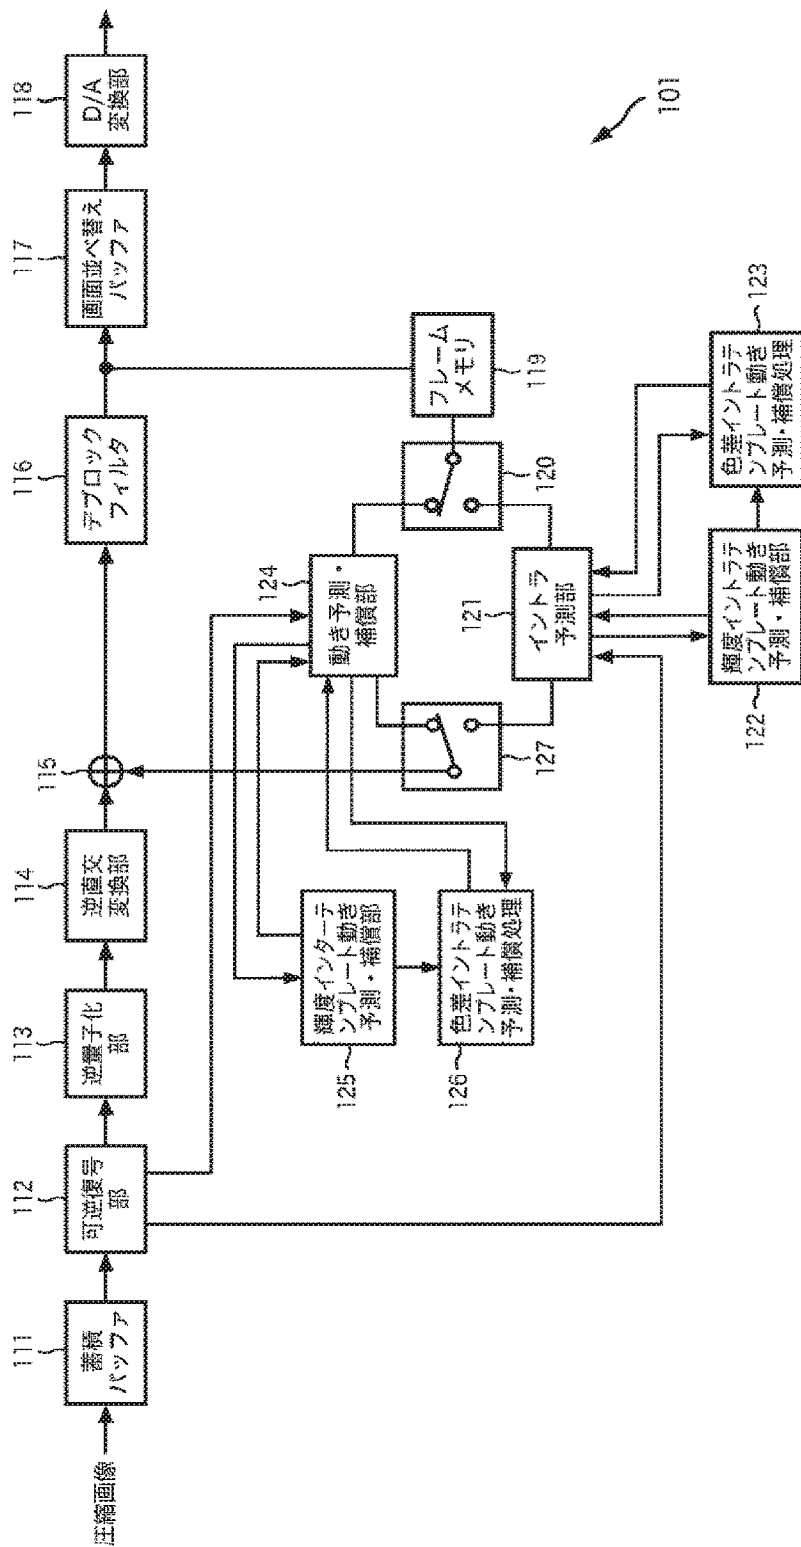 圧縮画像
111
蓄積
バッファ
112
可逆復号
部
113
逆量子化
部
114
逆直交
変換部
115
116
デブロック
フィルタ
117
画面並べ替え
バッファ
118
D/A
変換部
101
フレーム
メモリ
119
120
124
動き予測・
補償部
121
イントラ
予測部
127
輝度インターテ
ンプレート動き
予測・補償部
125
色差イントラテ
ンプレート動き
予測・補償処理
126
輝度イントラテ
ンプレート動き
予測・補償部
122
色差イントラテ
ンプレート動き
予測・補償処理
123